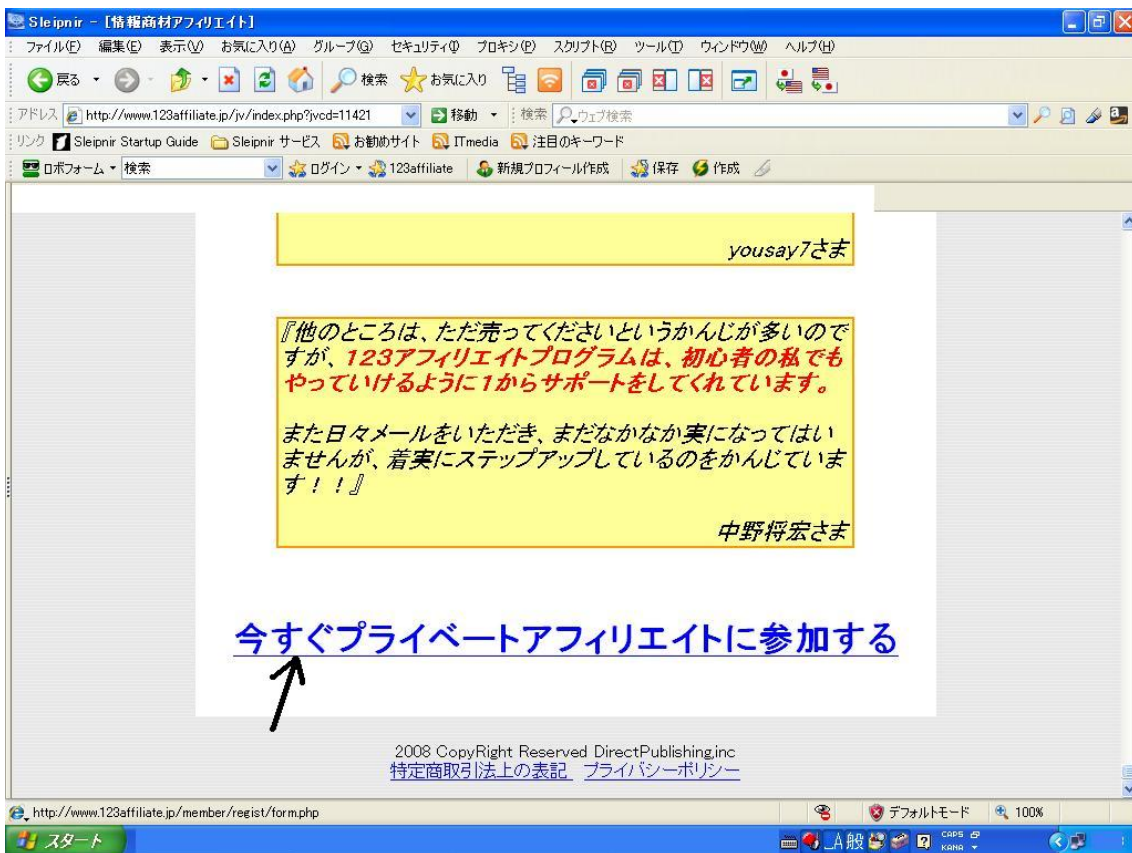 Sleipnir - [情報商材アフィリエイト]
ファイル(F) 編集(E) 表示(V) お気に入り(A) グループ(G) セキュリティ(I) プロキシ(P) スクリプト(R) ツール(T) ウィンドウ(W) ヘルプ(H)
戻る 検索 お気に入り
アドレス http://www.123affiliate.jp/jv/index.php?jvcd=11421 移動 検索 ウェブ検索
リンク Sleipnir Startup Guide Sleipnir サービス お勧めサイト ITmedia 注目のキーワード
ロボフォーム 検索 ログイン 123affiliate 新規プロフィール作成 保存 作成
yousay7さま
『他のところは、ただ売ってくださいというかんじが多いので
すが、123アフィリエイトプログラムは、初心者の私でも
やっていけるように1からサポートをしてくれています。
また日々メールをいただき、まだなかなか実になってはい
ませんが、着実にステップアップしているのをかんじていま
す！！』
中野将宏さま
今すぐプライベートアフィリエイトに参加する
2008 CopyRight Reserved DirectPublishing,inc
特定商取引法上の表記 プライバシーポリシー
http://www.123affiliate.jp/member/regist/form.php デフォルトモード 100%
スタート _A 般 CAPS KANA